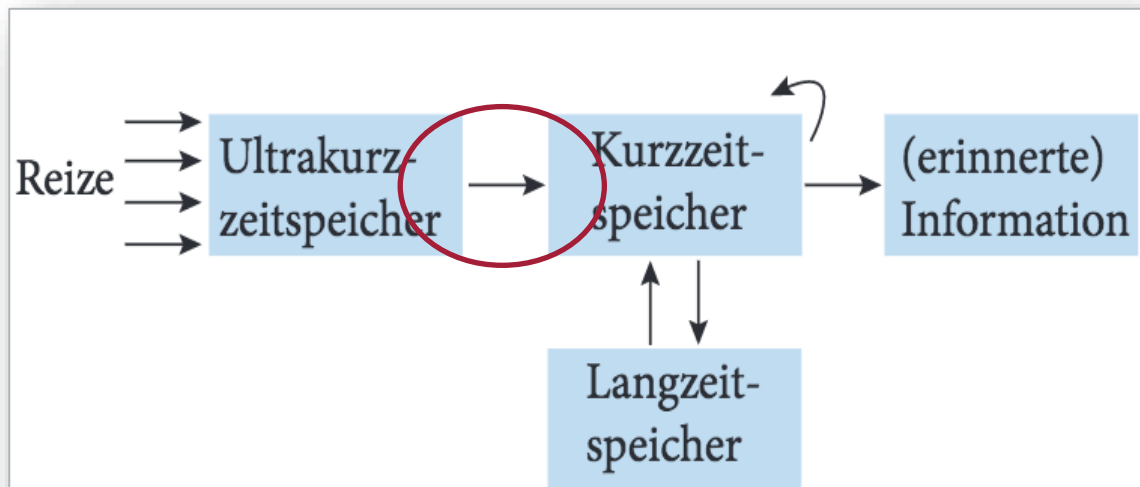 Reize
Ultrakurz-
zeitspeicher
Kurzzeit-
speicher
(erinnerte)
Information
Langzeit-
speicher